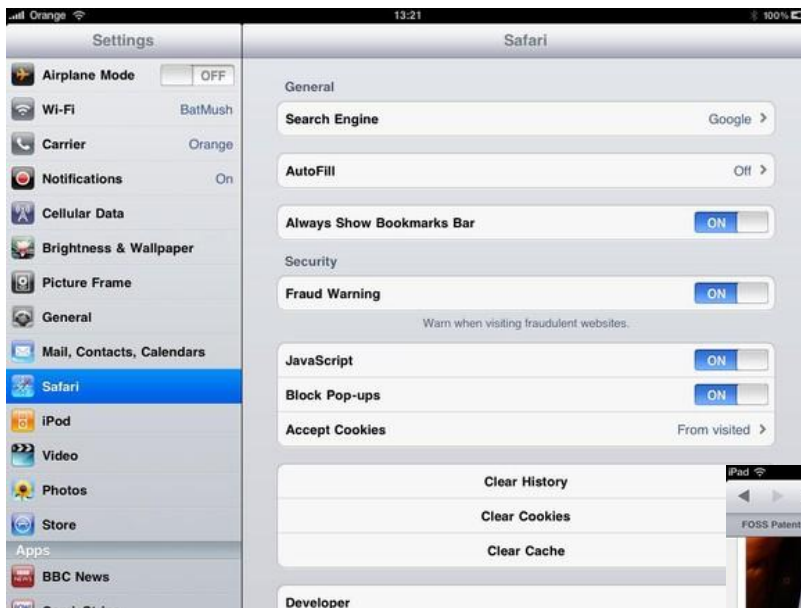 Orange 13:21 100%
Settings
Safari
Airplane Mode OFF
Wi-Fi BatMush
Carrier Orange
Notifications On
Cellular Data
Brightness & Wallpaper
Picture Frame
General
Mail, Contacts, Calendars
Safari
iPod
Video
Photos
Store
Apps
BBC News
General
Search Engine Google
AutoFill Off
Always Show Bookmarks Bar ON
Security
Fraud Warning ON
Warn when visiting fraudulent websites.
JavaScript ON
Block Pop-ups ON
Accept Cookies From visited
Clear History
Clear Cookies
Clear Cache
Developer
iPad
FOSS Patent